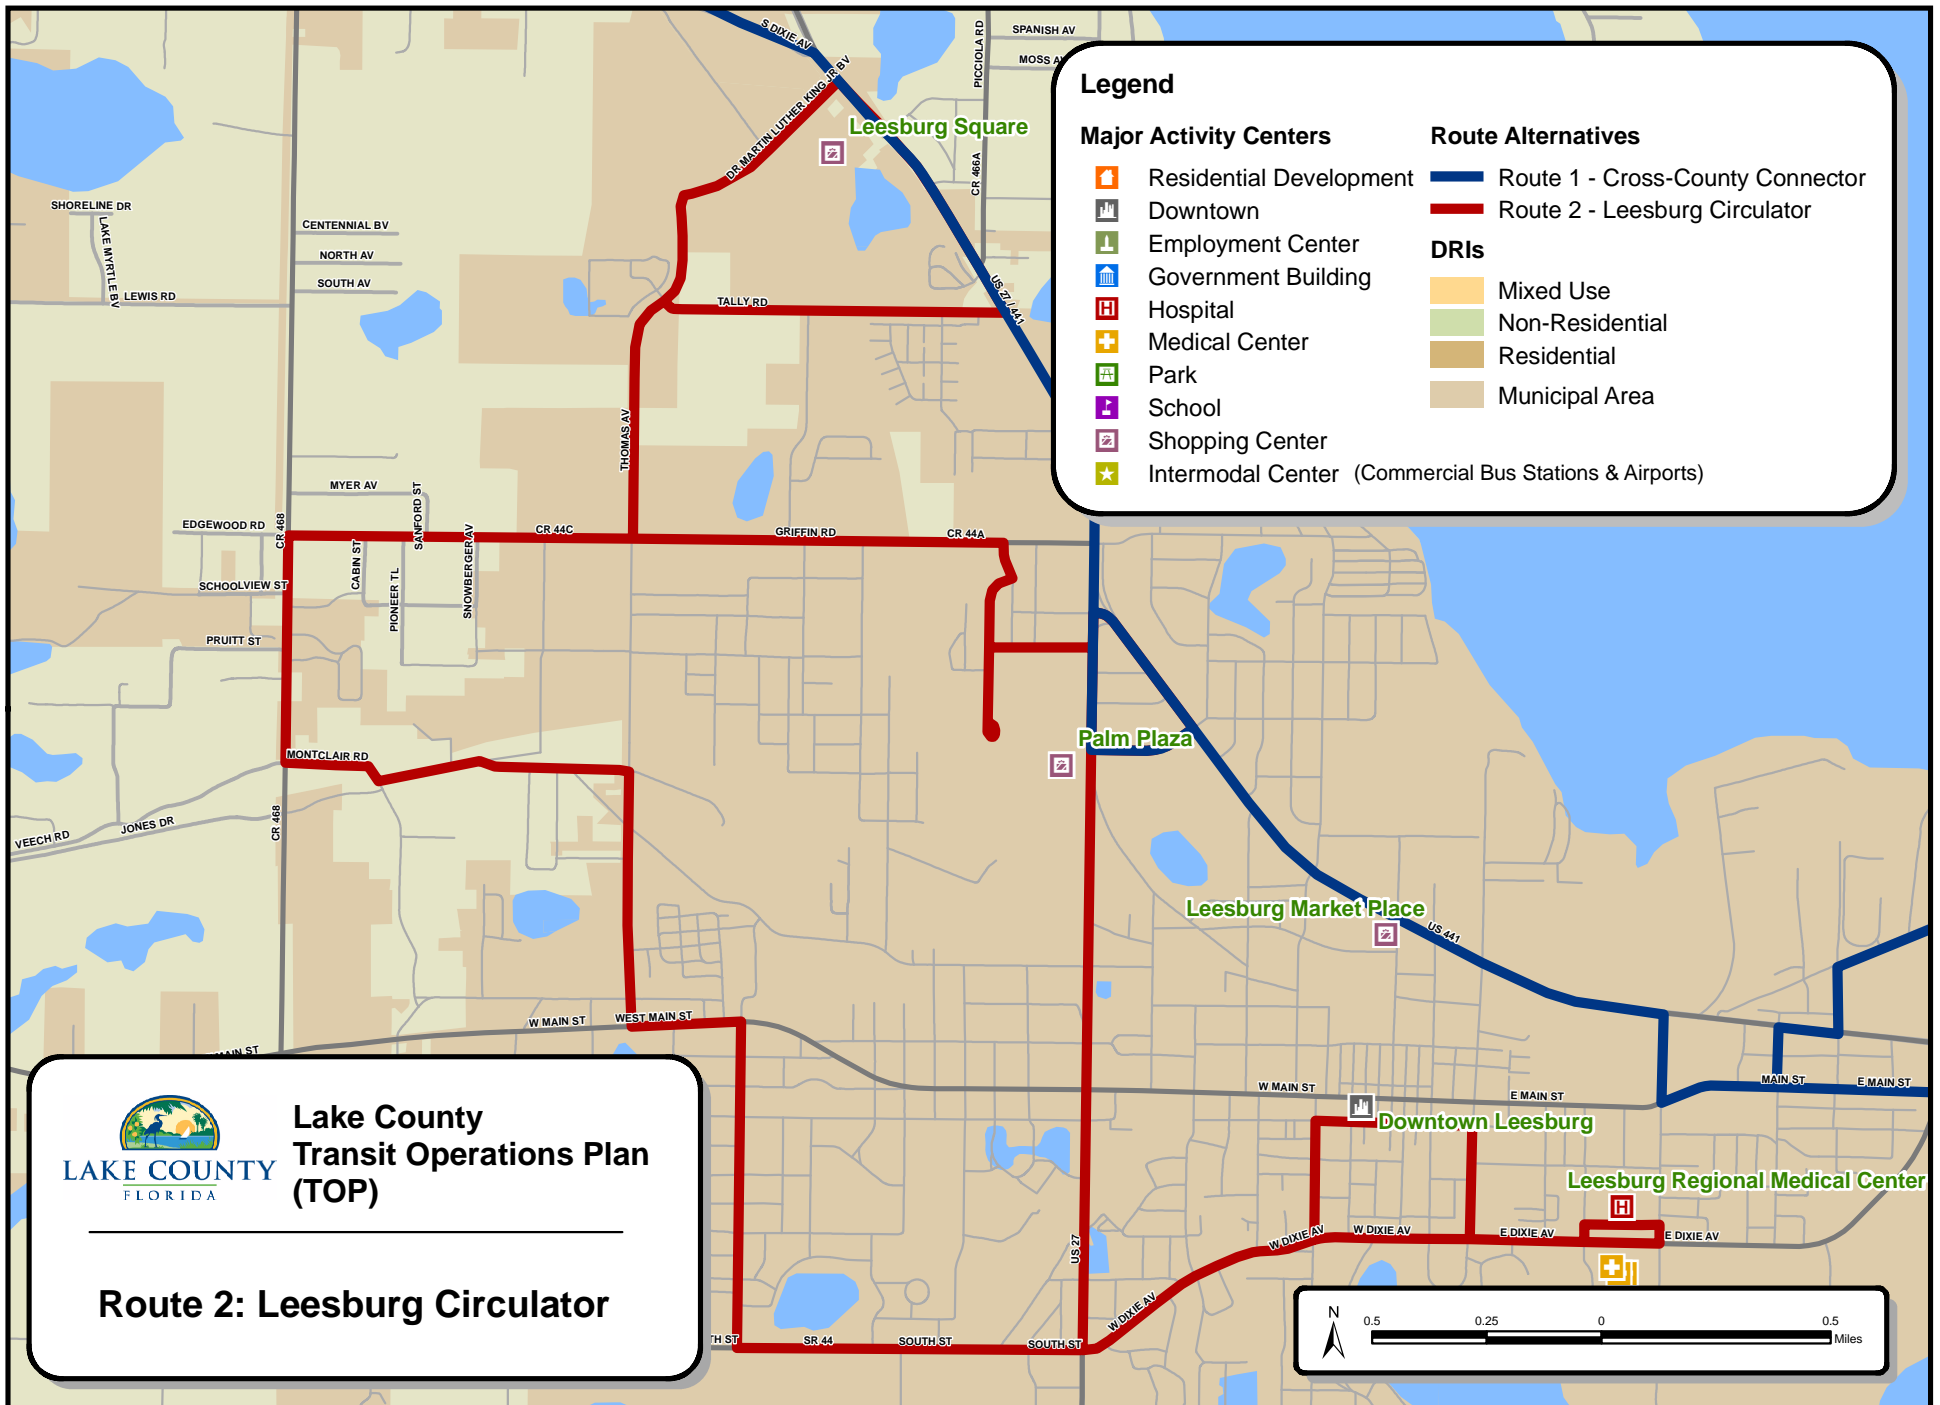 S DIXIE AV
PICCIOLA RD
SPANISH AV
MOSS A
DR MARTIN LUTHER KING JR BV
Leesburg Square
CR 466A
SHORELINE DR
LAKE MYRTLE BV
LEWIS RD
CENTENNIAL BV
NORTH AV
SOUTH AV
US 27 / 441
TALLY RD
THOMAS AV
Legend
Major Activity Centers
Residential Development
Downtown
Employment Center
Government Building
Hospital
Medical Center
Park
School
Shopping Center
Intermodal Center (Commercial Bus Stations & Airports)
Route Alternatives
Route 1 - Cross-County Connector
Route 2 - Leesburg Circulator
DRIs
Mixed Use
Non-Residential
Residential
Municipal Area
MYER AV
SANFORD ST
EDGEWOOD RD
CR 468
CR 44C
GRIFFIN RD
CR 44A
SNOWBERGER AV
CABIN ST
PIONEER TL
SCHOOLVIEW ST
PRUITT ST
MONTCLAIR RD
Palm Plaza
CR 468
JONES DR
VEECH RD
Leesburg Market Place
US 441
W MAIN ST
WEST MAIN ST
MAIN ST
W MAIN ST
E MAIN ST
MAIN ST
E MAIN ST
Downtown Leesburg
Leesburg Regional Medical Center
H
W DIXIE AV
W DIXIE AV
E DIXIE AV
E DIXIE AV
US 27
W DIXIE AV
TH ST
SR 44
SOUTH ST
SOUTH ST
LAKE COUNTY
FLORIDA
Lake County
Transit Operations Plan
(TOP)
Route 2: Leesburg Circulator
N
0.5 0.25 0 0.5
Miles